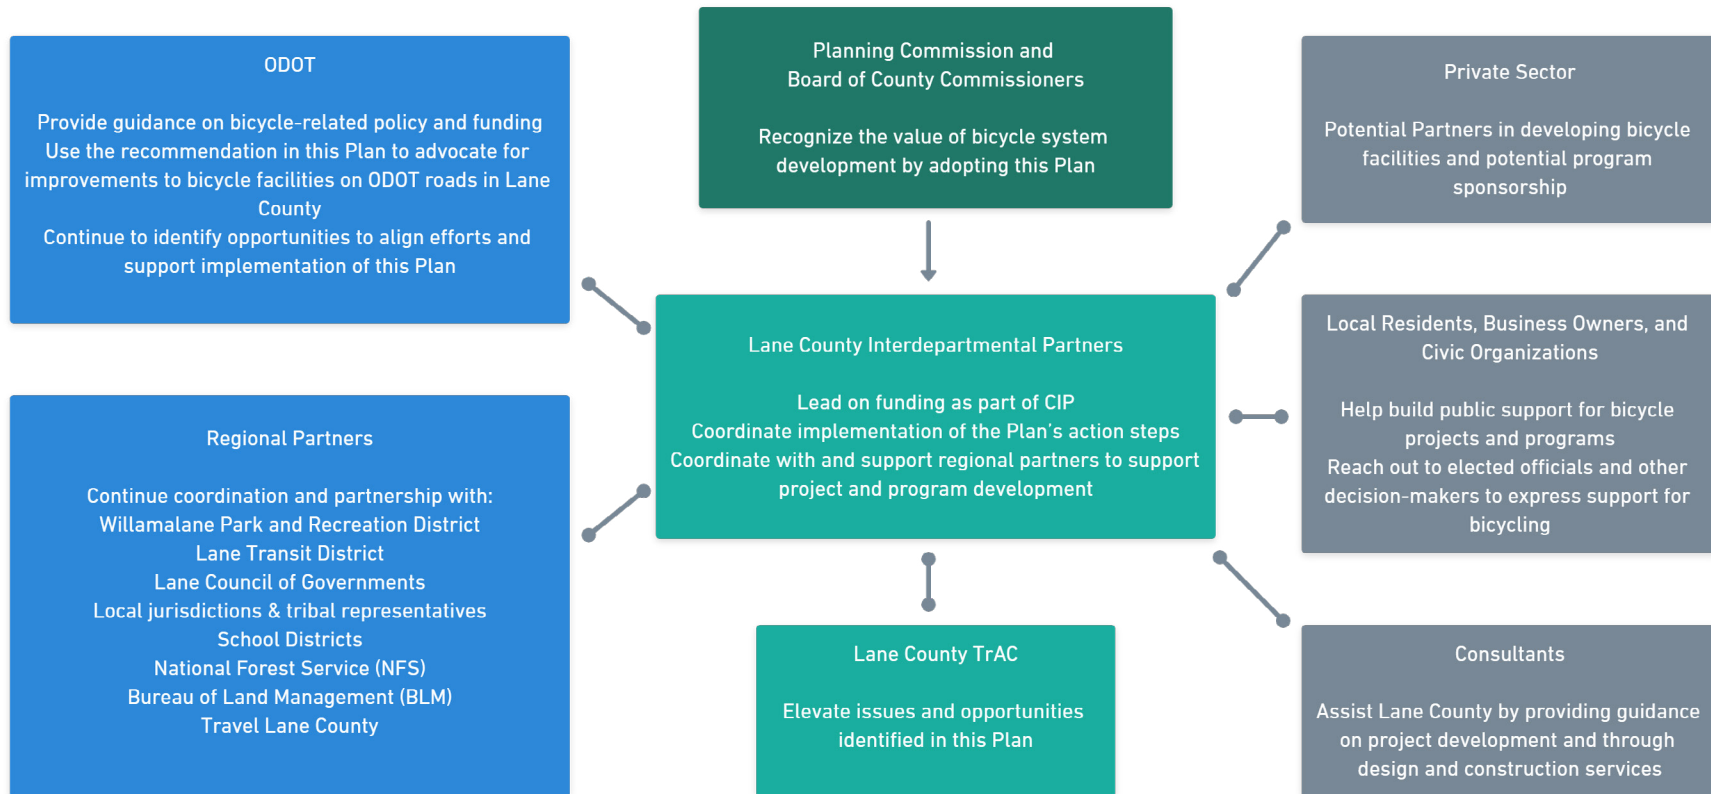 ODOT
Provide guidance on bicycle-related policy and funding
Use the recommendation in this Plan to advocate for
improvements to bicycle facilities on ODOT roads in Lane
County
Continue to identify opportunities to align efforts and
support implementation of this Plan
Planning Commission and
Board of County Commissioners
Recognize the value of bicycle system
development by adopting this Plan
Private Sector
Potential Partners in developing bicycle
facilities and potential program
sponsorship
Lane County Interdepartmental Partners
Lead on funding as part of CIP
Coordinate implementation of the Plan's action steps
Coordinate with and support regional partners to support
project and program development
Local Residents, Business Owners, and
Civic Organizations
Help build public support for bicycle
projects and programs
Reach out to elected officials and other
decision-makers to express support for
bicycling
Regional Partners
Continue coordination and partnership with:
Willamalane Park and Recreation District
Lane Transit District
Lane Council of Governments
Local jurisdictions & tribal representatives
School Districts
National Forest Service (NFS)
Bureau of Land Management (BLM)
Travel Lane County
Lane County TrAC
Elevate issues and opportunities
identified in this Plan
Consultants
Assist Lane County by providing guidance
on project development and through
design and construction services